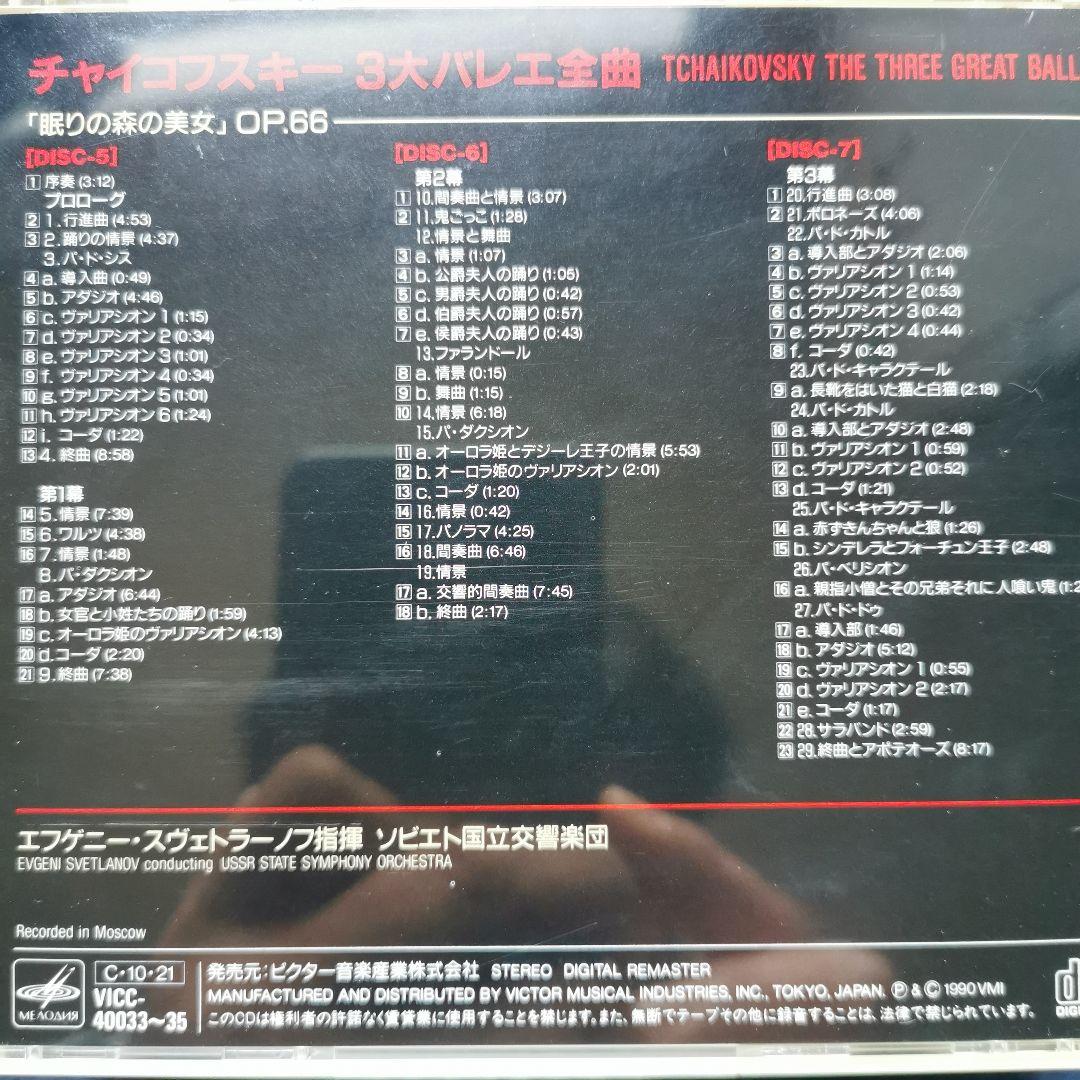 チャイコフスキー 3大バレエ全曲 TCHAIKOVSKY THE THREE GREAT BALL
「眠りの森の美女」OP.66
[DISC-5]
1 序奏(3:12)
プロローグ
2 1. 行進曲(4:53)
3 2. 踊りの情景(4:37)
3. パ・ド・シス
4 a. 導入曲(0:49)
5 b. アダジオ(4:46)
6 c. ヴァリアシオン1(1:15)
7 d. ヴァリアシオン2(0:34)
8 e. ヴァリアシオン3(1:01)
9 f. ヴァリアシオン4(0:34)
10 g. ヴァリアシオン5(1:01)
11 h. ヴァリアシオン6(1:24)
12 i. コーダ(1:22)
13 4. 終曲(8:58)
第1幕
14 5. 情景(7:39)
15 6. ワルツ(4:38)
16 7. 情景(1:48)
8. パ・ダクシオン
17 a. アダジオ(6:44)
18 b. 女官と小姓たちの踊り(1:59)
19 c. オーロラ姫のヴァリアシオン(4:13)
20 d. コーダ(2:20)
21 9. 終曲(7:38)
[DISC-6]
第2幕
1 10. 間奏曲と情景(3:07)
2 11. 鬼ごっこ(1:28)
12. 情景と舞曲
3 a. 情景(1:07)
4 b. 公爵夫人の踊り(1:05)
5 c. 男爵夫人の踊り(0:42)
6 d. 伯爵夫人の踊り(0:57)
7 e. 侯爵夫人の踊り(0:43)
13. ファランドール
8 a. 情景(0:15)
9 b. 舞曲(1:15)
10 14. 情景(6:18)
15. パ・ダクシオン
11 a. オーロラ姫とデジーレ王子の情景(5:53)
12 b. オーロラ姫のヴァリアシオン(2:01)
13 c. コーダ(1:20)
14 16. 情景(0:42)
15 17. パノラマ(4:25)
16 18. 間奏曲(6:46)
19. 情景
17 a. 交響的間奏曲(7:45)
18 b. 終曲(2:17)
[DISC-7]
第3幕
1 20. 行進曲(3:08)
2 21. ポロネーズ(4:06)
22. パ・ド・カトル
3 a. 導入部とアダジオ(2:06)
4 b. ヴァリアシオン1(1:14)
5 c. ヴァリアシオン2(0:53)
6 d. ヴァリアシオン3(0:42)
7 e. ヴァリアシオン4(0:44)
8 f. コーダ(0:42)
23. パ・ド・キャラクテール
9 a. 長靴をはいた猫と白猫(2:18)
24. パ・ド・カトル
10 a. 導入部とアダジオ(2:48)
11 b. ヴァリアシオン1(0:59)
12 c. ヴァリアシオン2(0:52)
13 d. コーダ(1:21)
25. パ・ド・キャラクテール
14 a. 赤ずきんちゃんと狼(1:26)
15 b. シンデレラとフォーチュン王子(2:48)
26. パ・ベリシオン
16 a. 親指小僧とその兄弟それに人喰い鬼(1:2
27. パ・ド・ドゥ
17 a. 導入部(1:46)
18 b. アダジオ(5:12)
19 c. ヴァリアシオン1(0:55)
20 d. ヴァリアシオン2(2:17)
21 e. コーダ(1:17)
22 28. サラバンド(2:59)
23 29. 終曲とアポテオーズ(8:17)
エフゲニー・スヴェトラーノフ指揮 ソビエト国立交響楽団
EVGENI SVETLANOV conducting USSR STATE SYMPHONY ORCHESTRA
Recorded in Moscow
МЕЛОДИЯ
C・10・21
VICC-
40033〜35
発売元:ビクター音楽産業株式会社 STEREO DIGITAL REMASTER
MANUFACTURED AND DISTRIBUTED BY VICTOR MUSICAL INDUSTRIES, INC., TOKYO, JAPAN. Ⓟ & © 1990 VMI
このCDは権利者の許諾なく賃貸業に使用することを禁じます。また、無断でテープその他に録音することは、法律で禁じられています。